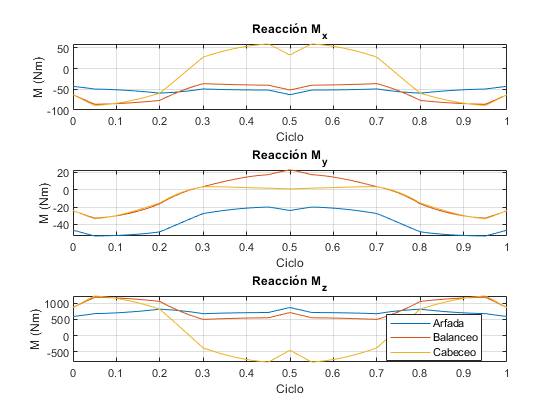 Reacción M_x
50
0
-50
-100
M (Nm)
0 0.1 0.2 0.3 0.4 0.5 0.6 0.7 0.8 0.9 1
Ciclo
Reacción M_y
20
0
-20
-40
M (Nm)
0 0.1 0.2 0.3 0.4 0.5 0.6 0.7 0.8 0.9 1
Ciclo
Reacción M_z
1000
500
0
-500
M (Nm)
0 0.1 0.2 0.3 0.4 0.5 0.6 0.7 0.8 0.9 1
Ciclo
Arfada
Balanceo
Cabeceo